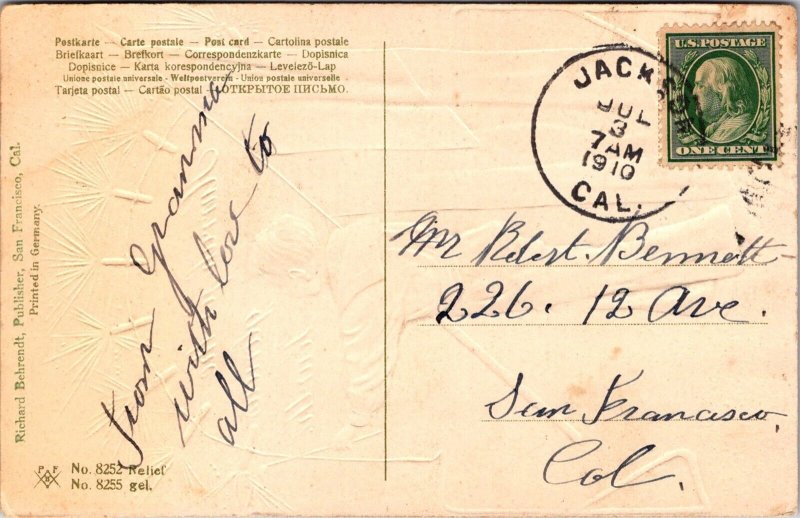 Postkarte — Carte postale — Post card — Cartolina postale
Briefkaart — Brefkort — Correspondenzkarte — Dopisnica
Dopisnice — Karta korespondencyjna — Levelező-Lap
Unione postale universale - Weltpostverein - Union postale universelle
Tarjeta postal — Cartão postal — ОТКРЫТОЕ ПИСЬМО.
Richard Behrendt, Publisher, San Francisco, Cal.
Printed in Germany.
From Gramma
with love to
all
P F
B
No. 8252 Relief
No. 8255 gel.
JACKSON
JUL
3
7 AM
1910
CAL.
U.S. POSTAGE
ONE CENT
Mr Robert Bennett
226. 12 Ave.
San Francisco,
Cal.